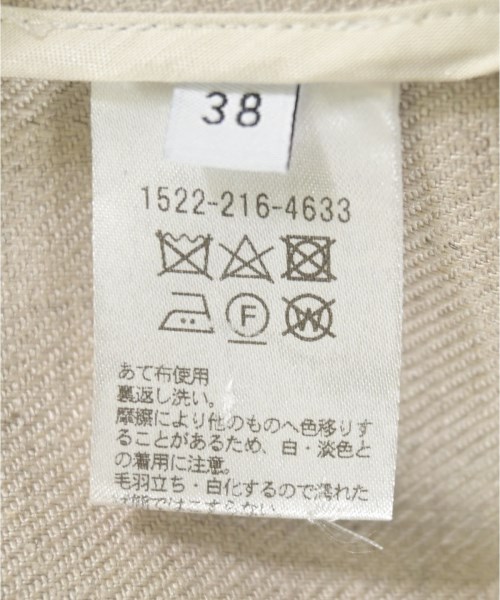 38
1522-216-4633
F
W
あて布使用
裏返し洗い。
摩擦により他のものへ色移りす
ることがあるため、白・淡色と
の着用に注意。
毛羽立ち・白化するので濡れた